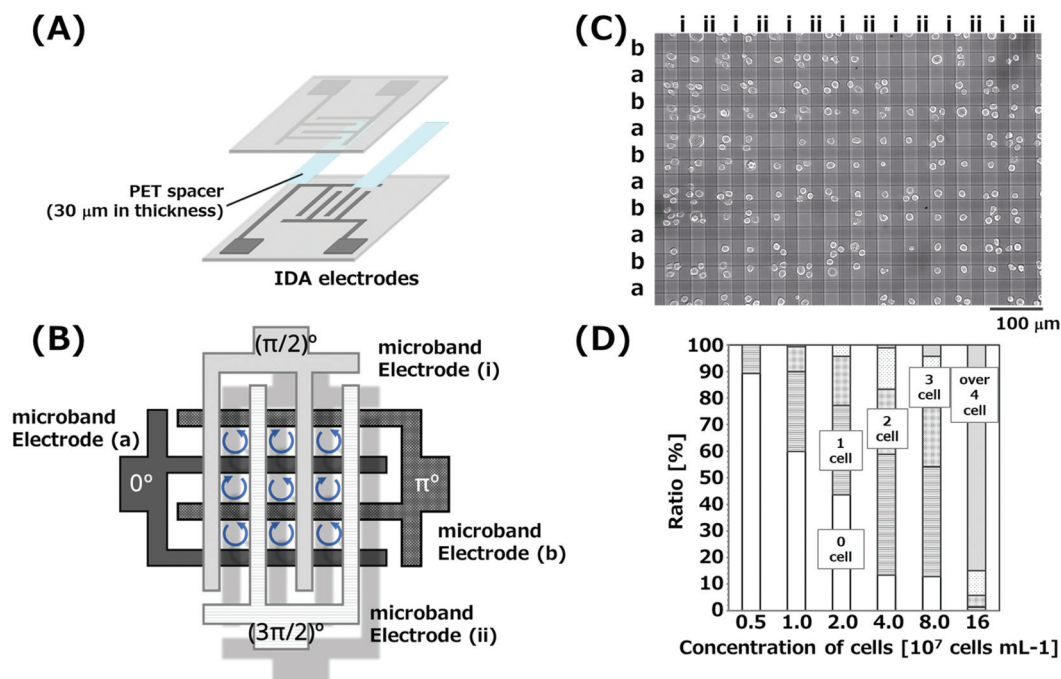 (A)
PET spacer
(30 μm in thickness)
IDA electrodes
(B)
(π/2)°
microband
Electrode (i)
microband
Electrode (a)
0°
π°
microband
Electrode (b)
microband
Electrode (ii)
(3π/2)°
(C)
i ii i ii i ii i ii i ii i ii i ii
b
a
b
a
b
a
b
a
b
a
100 μm
(D)
Ratio [%]
100
90
80
70
60
50
40
30
20
10
0
0 cell
1 cell
2 cell
3 cell
over 4 cell
0.5 1.0 2.0 4.0 8.0 16
Concentration of cells [10⁷ cells mL-1]